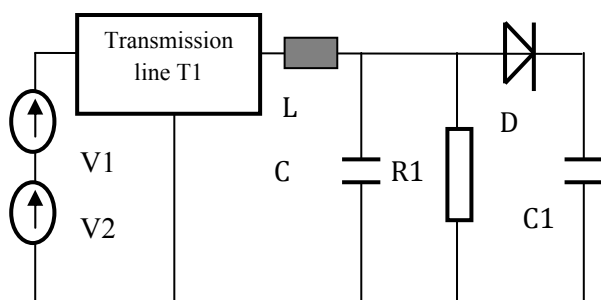 Transmission
line T1
L
D
V1
C
R1
C1
V2